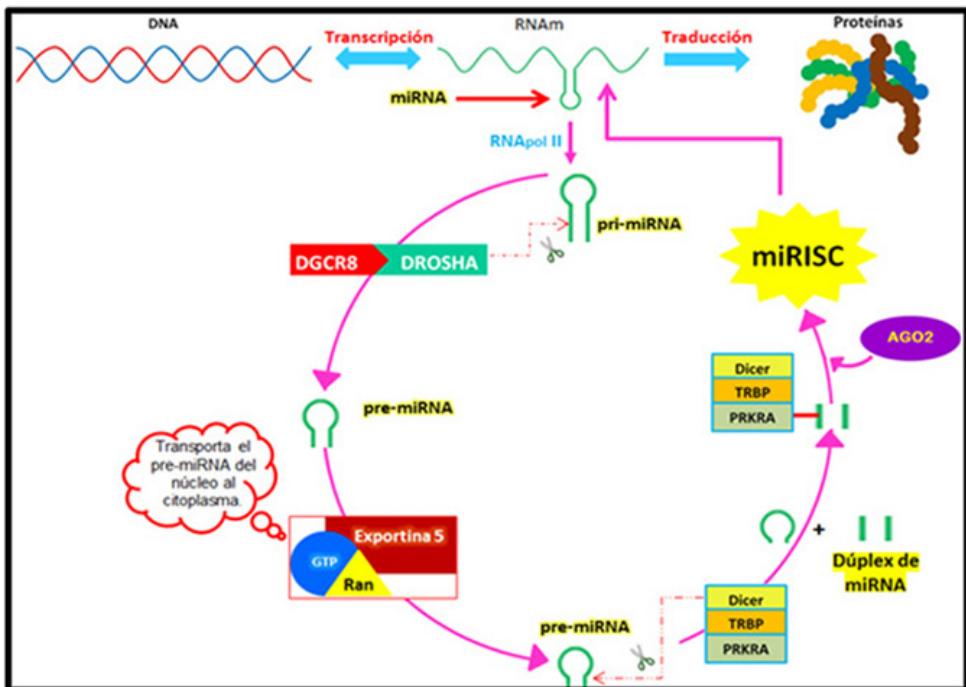 DNA
Transcripción
RNAm
Traducción
Proteínas
miRNA
RNApol II
pri-miRNA
DGCR8
DROSHA
miRISC
AGO2
Dicer
TRBP
PRKRA
pre-miRNA
Transporta el
pre-miRNA del
núcleo al
citoplasma.
Exportina 5
GTP
Ran
+
Dúplex de
miRNA
pre-miRNA
Dicer
TRBP
PRKRA